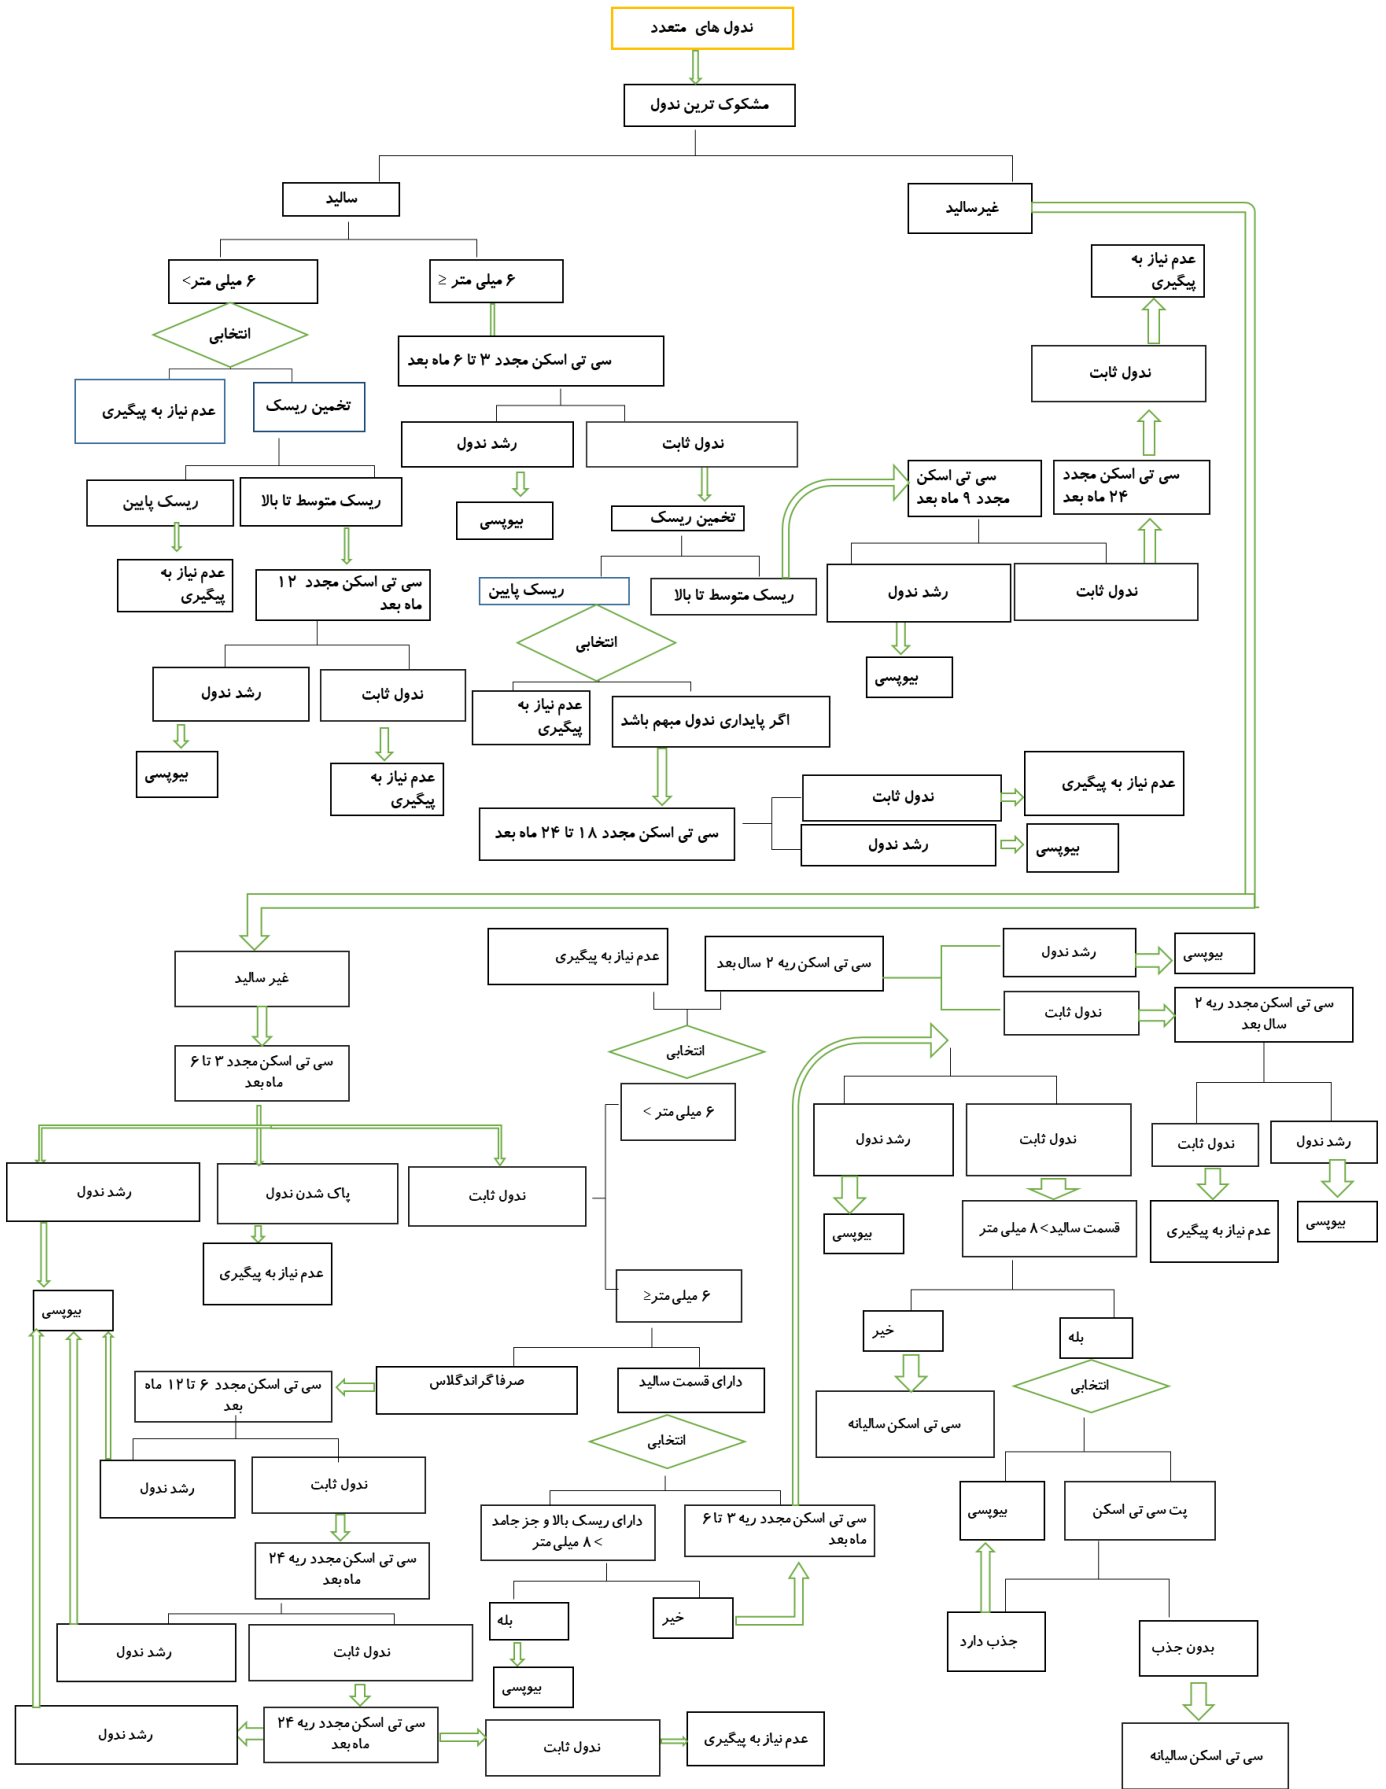 ندول های متعدد
مشکوک ترین ندول
سالید
غیرسالید
۶ میلی متر>
۶ میلی متر ≥
عدم نیاز به
پیگیری
انتخابی
سی تی اسکن مجدد ۳ تا ۶ ماه بعد
ندول ثابت
عدم نیاز به پیگیری
تخمین ریسک
رشد ندول
ندول ثابت
سی تی اسکن
مجدد ۹ ماه بعد
سی تی اسکن مجدد
۲۴ ماه بعد
ریسک پایین
ریسک متوسط تا بالا
بیوپسی
تخمین ریسک
عدم نیاز به
پیگیری
سی تی اسکن مجدد ۱۲
ماه بعد
ریسک پایین
ریسک متوسط تا بالا
رشد ندول
ندول ثابت
انتخابی
بیوپسی
رشد ندول
ندول ثابت
عدم نیاز به
پیگیری
اگر پایداری ندول مبهم باشد
بیوپسی
عدم نیاز به
پیگیری
سی تی اسکن مجدد ۱۸ تا ۲۴ ماه بعد
ندول ثابت
عدم نیاز به پیگیری
رشد ندول
بیوپسی
غیر سالید
عدم نیاز به پیگیری
سی تی اسکن ریه ۲ سال بعد
رشد ندول
بیوپسی
ندول ثابت
سی تی اسکن مجدد ریه ۲
سال بعد
سی تی اسکن مجدد ۳ تا ۶
ماه بعد
انتخابی
۶ میلی متر >
رشد ندول
ندول ثابت
ندول ثابت
رشد ندول
رشد ندول
پاک شدن ندول
ندول ثابت
بیوپسی
قسمت سالید> ۸ میلی متر
عدم نیاز به پیگیری
بیوپسی
عدم نیاز به پیگیری
بیوپسی
۶ میلی متر≥
خیر
بله
سی تی اسکن مجدد ۶ تا ۱۲ ماه
بعد
صرفا گراندگلاس
دارای قسمت سالید
انتخابی
سی تی اسکن سالیانه
انتخابی
رشد ندول
ندول ثابت
دارای ریسک بالا و جز جامد
> ۸ میلی متر
سی تی اسکن مجدد ریه ۳ تا ۶
ماه بعد
بیوپسی
پت سی تی اسکن
سی تی اسکن مجدد ریه ۲۴
ماه بعد
بله
خیر
جذب دارد
بدون جذب
رشد ندول
ندول ثابت
بیوپسی
رشد ندول
سی تی اسکن مجدد ریه ۲۴
ماه بعد
ندول ثابت
عدم نیاز به پیگیری
سی تی اسکن سالیانه